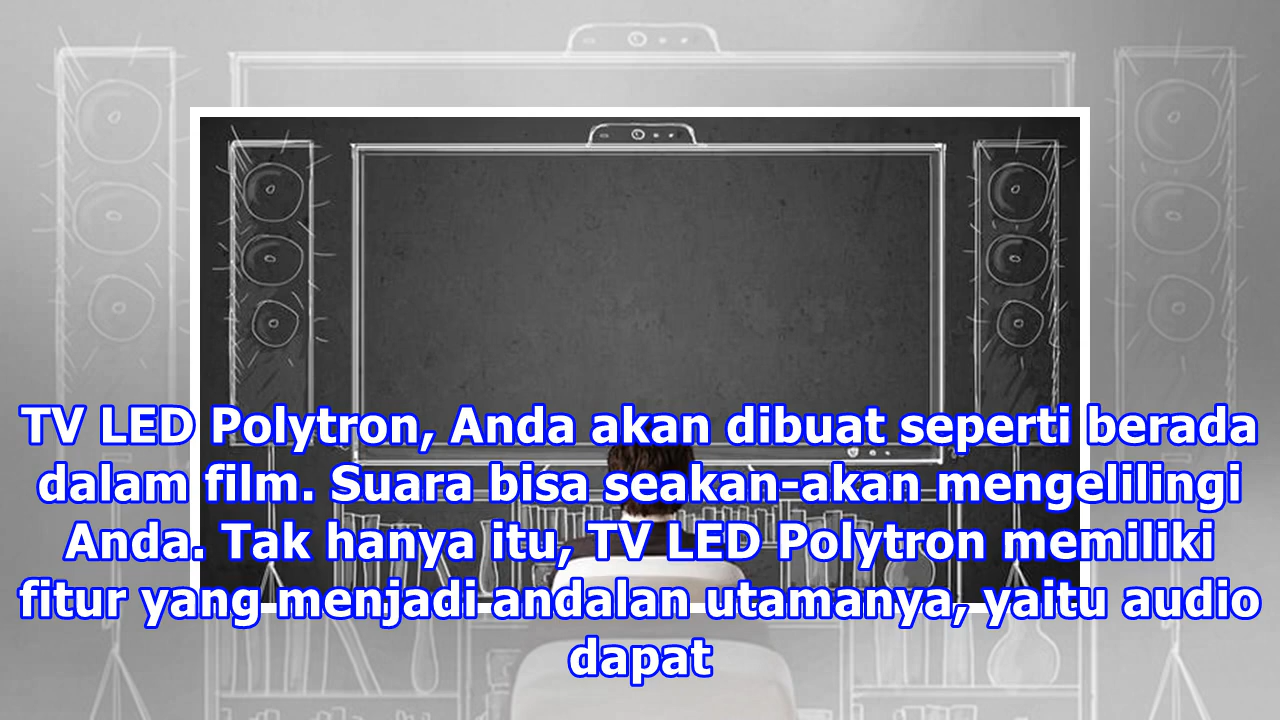 TV LED Polytron, Anda akan dibuat seperti berada
dalam film. Suara bisa seakan-akan mengelilingi
Anda. Tak hanya itu, TV LED Polytron memiliki
fitur yang menjadi andalan utamanya, yaitu audio
dapat